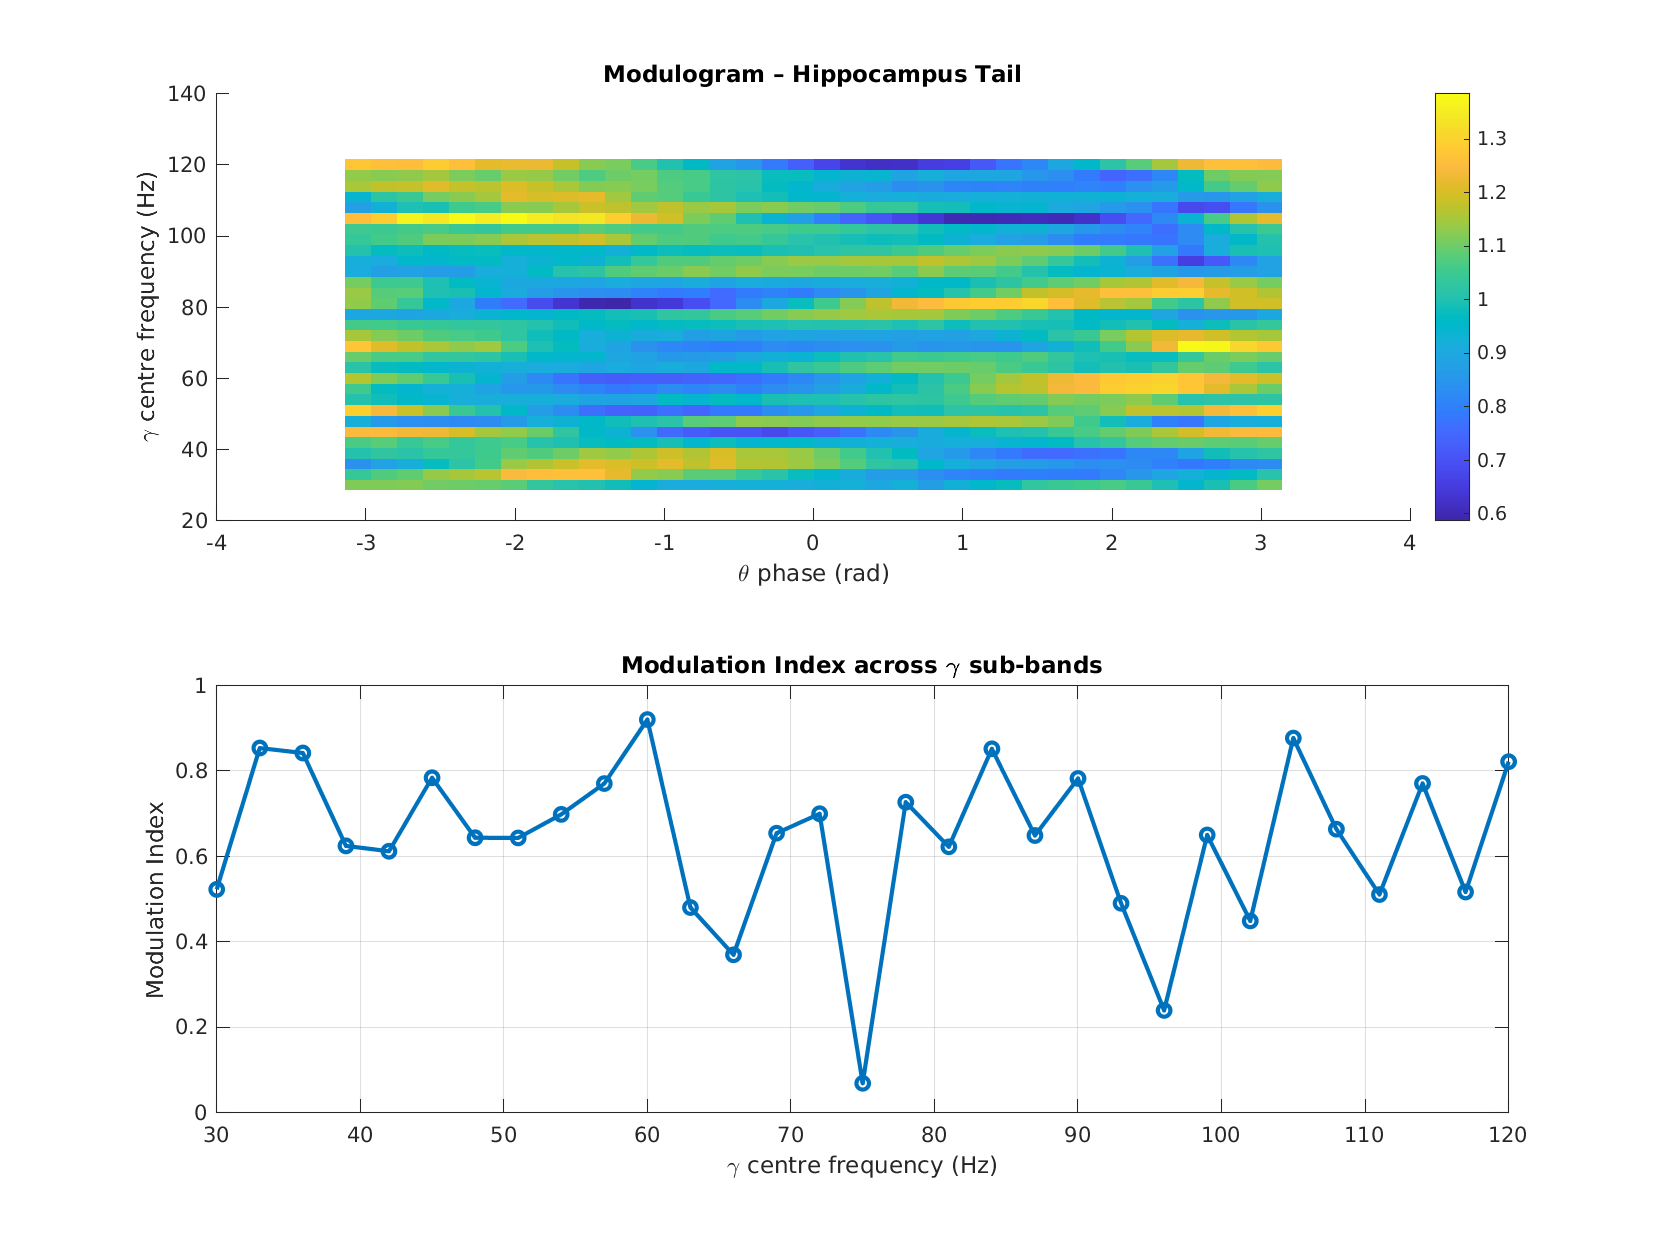 Modulogram – Hippocampus Tail
140
120
100
80
60
40
20
γ centre frequency (Hz)
-4 -3 -2 -1 0 1 2 3 4
θ phase (rad)
1.3
1.2
1.1
1
0.9
0.8
0.7
0.6
Modulation Index across γ sub-bands
1
0.8
0.6
0.4
0.2
0
Modulation Index
30 40 50 60 70 80 90 100 110 120
γ centre frequency (Hz)